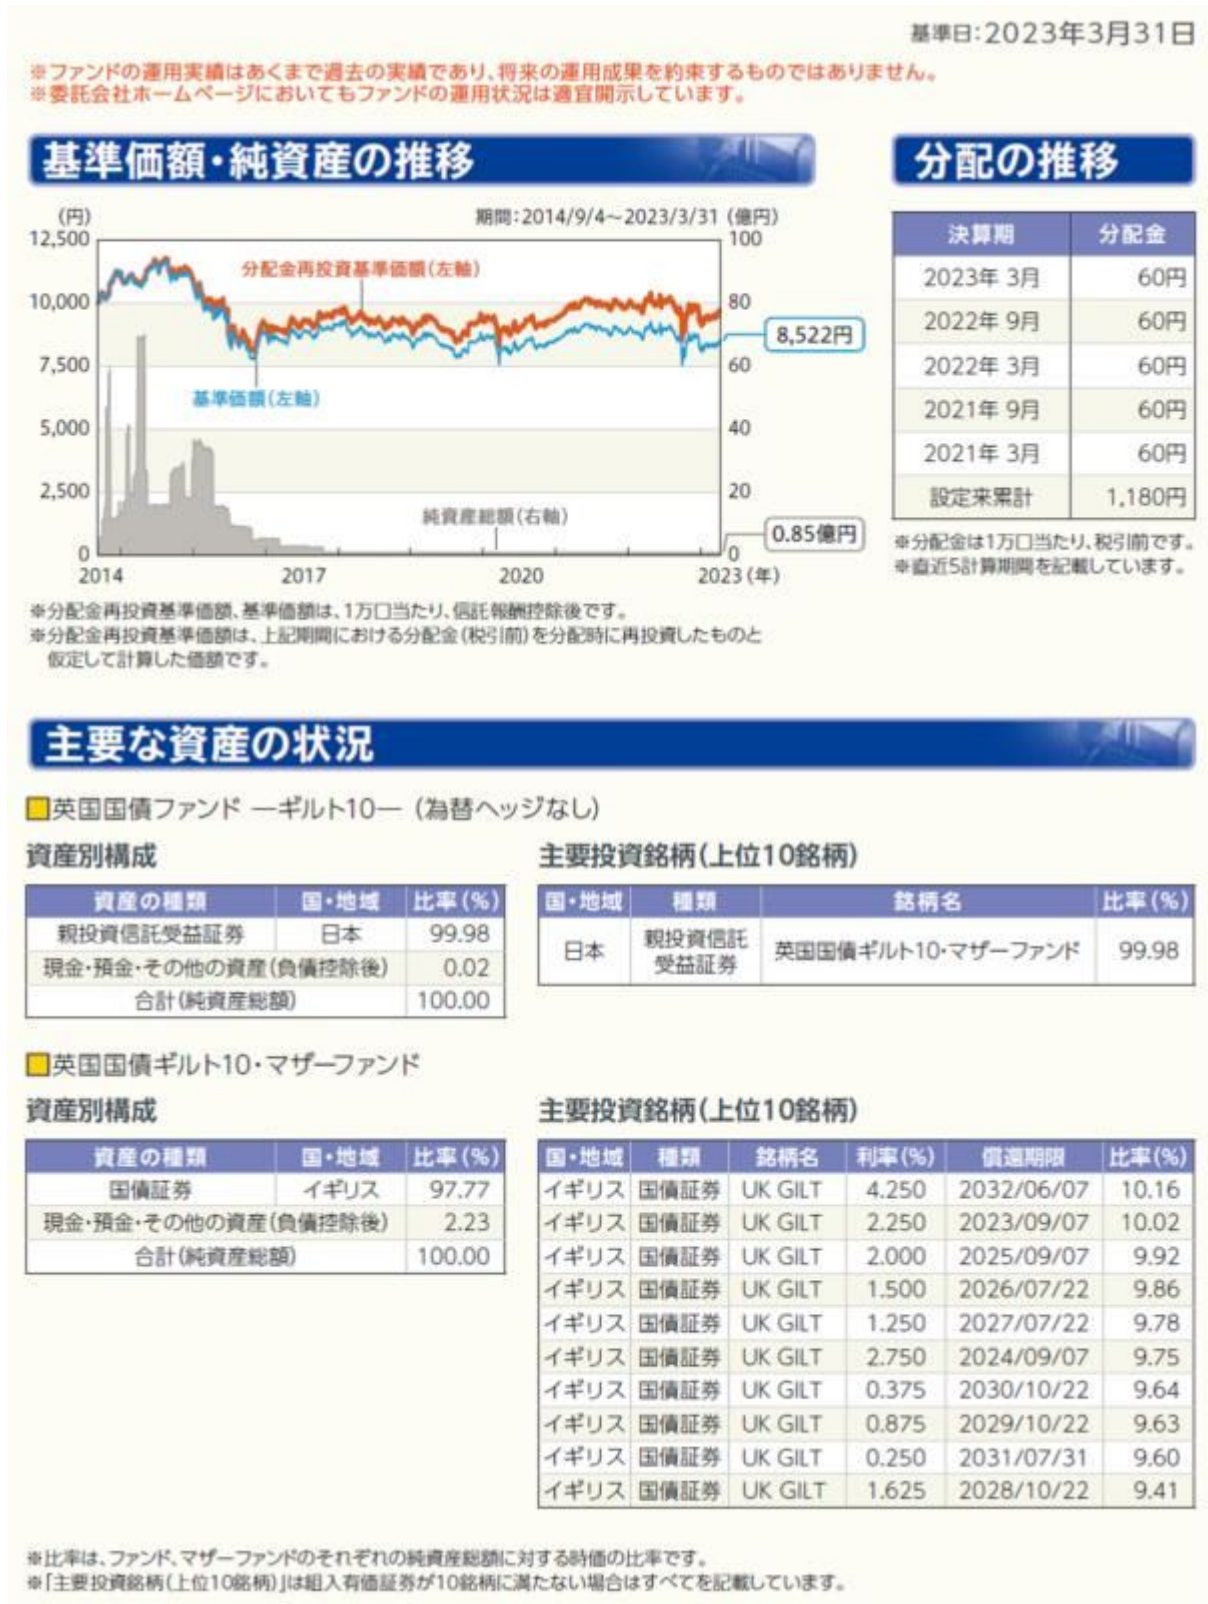 基準日:2023年3月31日
※ファンドの運用実績はあくまで過去の実績であり、将来の運用成果を約束するものではありません。
※委託会社ホームページにおいてもファンドの運用状況は適宜開示しています。
基準価額・純資産の推移
(円)
期間:2014/9/4~2023/3/31 (億円)
12,500
100
分配金再投資基準価額(左軸)
10,000
80
8,522円
7,500
60
基準価額(左軸)
5,000
40
2,500
20
純資産総額(右軸)
0.85億円
0
0
2014 2017 2020 2023 (年)
※分配金再投資基準価額、基準価額は、1万口当たり、信託報酬控除後です。
※分配金再投資基準価額は、上記期間における分配金(税引前)を分配時に再投資したものと
仮定して計算した価額です。
分配の推移
決算期 分配金
2023年 3月 60円
2022年 9月 60円
2022年 3月 60円
2021年 9月 60円
2021年 3月 60円
設定来累計 1,180円
※分配金は1万口当たり、税引前です。
※直近5計算期間を記載しています。
主要な資産の状況
英国国債ファンド ―ギルト10― (為替ヘッジなし)
資産別構成
資産の種類 国・地域 比率(%)
親投資信託受益証券 日本 99.98
現金・預金・その他の資産(負債控除後) 0.02
合計(純資産総額) 100.00
主要投資銘柄(上位10銘柄)
国・地域 種類 銘柄名 比率(%)
日本 親投資信託 英国国債ギルト10・マザーファンド 99.98
受益証券
英国国債ギルト10・マザーファンド
資産別構成
資産の種類 国・地域 比率(%)
国債証券 イギリス 97.77
現金・預金・その他の資産(負債控除後) 2.23
合計(純資産総額) 100.00
主要投資銘柄(上位10銘柄)
国・地域 種類 銘柄名 利率(%) 償還期限 比率(%)
イギリス 国債証券 UK GILT 4.250 2032/06/07 10.16
イギリス 国債証券 UK GILT 2.250 2023/09/07 10.02
イギリス 国債証券 UK GILT 2.000 2025/09/07 9.92
イギリス 国債証券 UK GILT 1.500 2026/07/22 9.86
イギリス 国債証券 UK GILT 1.250 2027/07/22 9.78
イギリス 国債証券 UK GILT 2.750 2024/09/07 9.75
イギリス 国債証券 UK GILT 0.375 2030/10/22 9.64
イギリス 国債証券 UK GILT 0.875 2029/10/22 9.63
イギリス 国債証券 UK GILT 0.250 2031/07/31 9.60
イギリス 国債証券 UK GILT 1.625 2028/10/22 9.41
※比率は、ファンド、マザーファンドのそれぞれの純資産総額に対する時価の比率です。
※「主要投資銘柄(上位10銘柄)」は組入有価証券が10銘柄に満たない場合はすべてを記載しています。